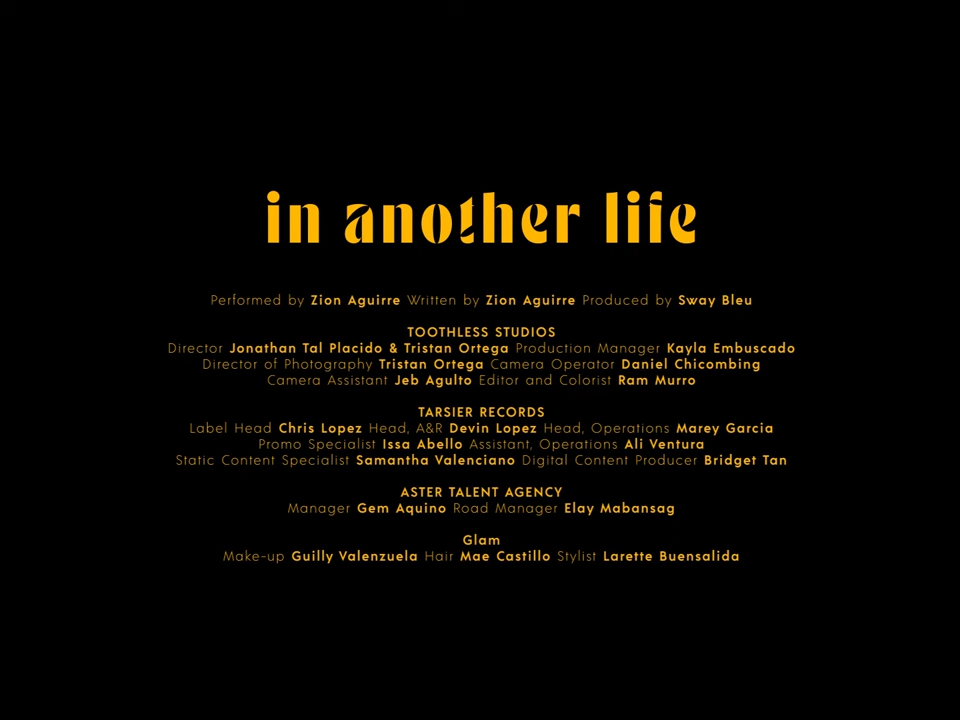 in another life
Performed by Zion Aguirre Written by Zion Aguirre Produced by Sway Bleu
TOOTHLESS STUDIOS
Director Jonathan Tal Placido & Tristan Ortega Production Manager Kayla Embuscado
Director of Photography Tristan Ortega Camera Operator Daniel Chicombing
Camera Assistant Jeb Agulto Editor and Colorist Ram Murro
TARSIER RECORDS
Label Head Chris Lopez Head, A&R Devin Lopez Head, Operations Marey Garcia
Promo Specialist Issa Abello Assistant, Operations Ali Ventura
Static Content Specialist Samantha Valenciano Digital Content Producer Bridget Tan
ASTER TALENT AGENCY
Manager Gem Aquino Road Manager Elay Mabansag
Glam
Make-up Guilly Valenzuela Hair Mae Castillo Stylist Larette Buensalida